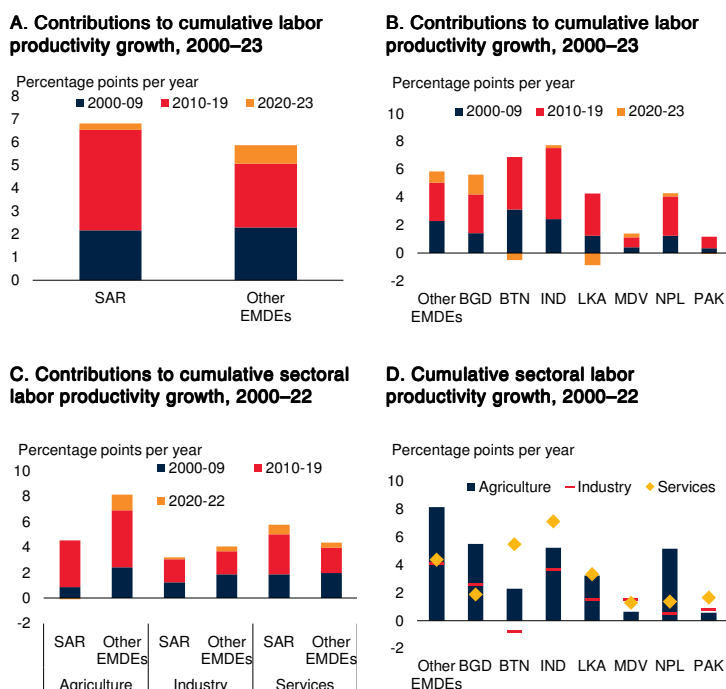 A. Contributions to cumulative labor
productivity growth, 2000–23
Percentage points per year
8
2000-09 2010-19 2020-23
7
6
5
4
3
2
1
0
SAR Other
EMDEs
B. Contributions to cumulative labor
productivity growth, 2000–23
Percentage points per year
10
2000-09 2010-19 2020-23
8
6
4
2
0
-2
Other BGD BTN IND LKA MDV NPL PAK
EMDEs
C. Contributions to cumulative sectoral
labor productivity growth, 2000–22
Percentage points per year
10
2000-09 2010-19
8
2020-22
6
4
2
0
-2
SAR Other SAR Other SAR Other
EMDEs EMDEs EMDEs
Agriculture Industry Services
D. Cumulative sectoral labor
productivity growth, 2000–22
Percentage points per year
10
Agriculture Industry Services
8
6
4
2
0
-2
Other BGD BTN IND LKA MDV NPL PAK
EMDEs